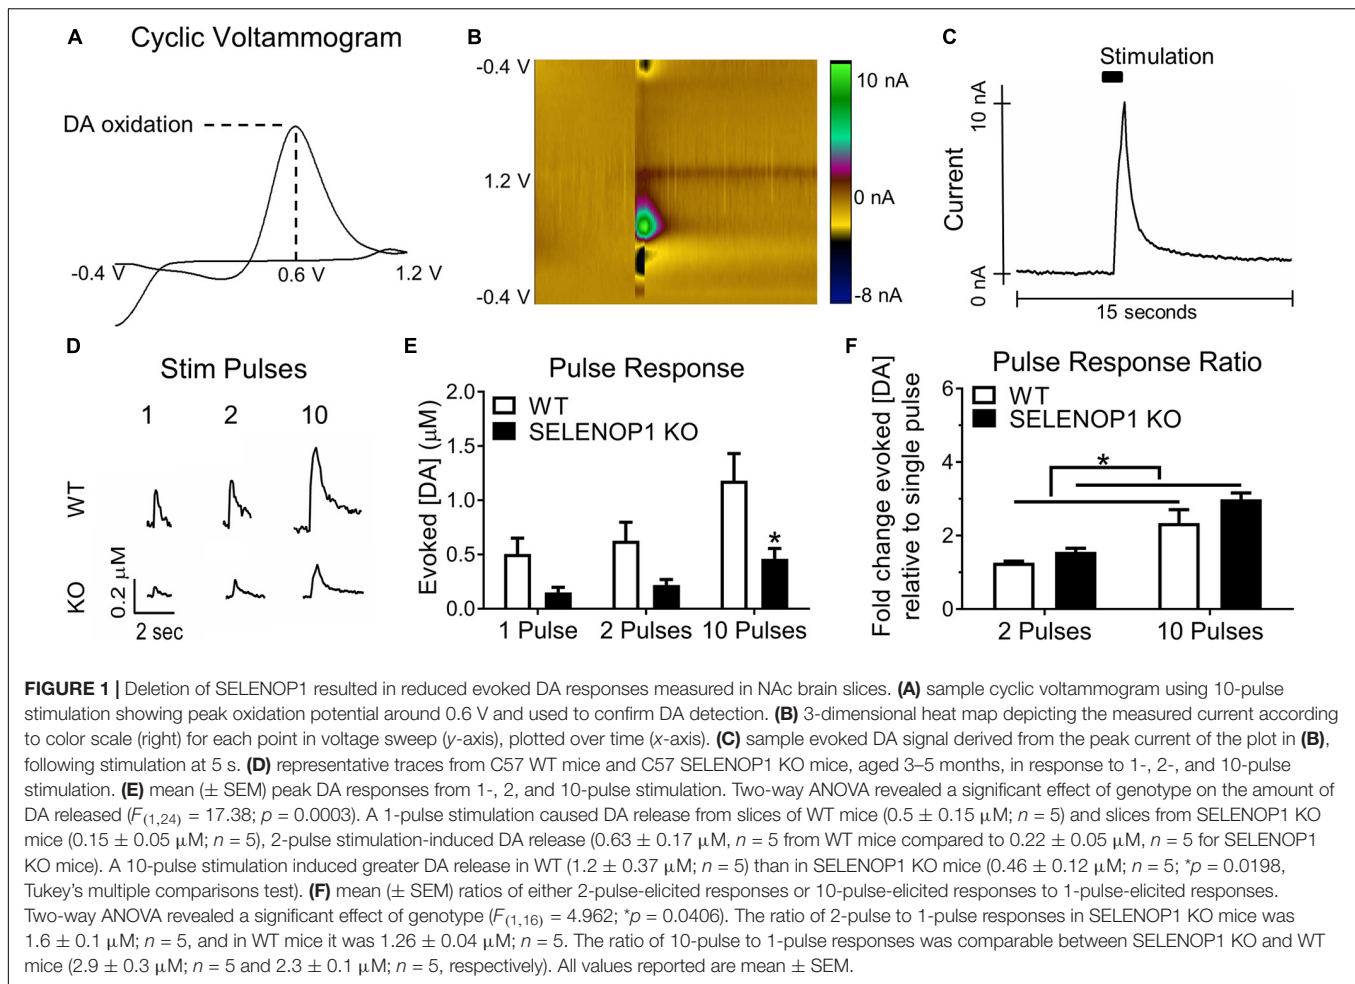 A
Cyclic Voltammogram
DA oxidation
-0.4 V
0.6 V
1.2 V
B
-0.4 V
1.2 V
-0.4 V
10 nA
0 nA
-8 nA
C
Stimulation
10 nA
Current
0 nA
15 seconds
D
Stim Pulses
1 2 10
WT
KO
0.2 μM
2 sec
E
Pulse Response
Evoked [DA] (μM)
2.0
1.5
1.0
0.5
0.0
WT
SELENOP1 KO
*
1 Pulse 2 Pulses 10 Pulses
F
Pulse Response Ratio
Fold change evoked [DA]
relative to single pulse
6
4
2
0
WT
SELENOP1 KO
*
2 Pulses 10 Pulses
FIGURE 1 | Deletion of SELENOP1 resulted in reduced evoked DA responses measured in NAc brain slices. (A) sample cyclic voltammogram using 10-pulse
stimulation showing peak oxidation potential around 0.6 V and used to confirm DA detection. (B) 3-dimensional heat map depicting the measured current according
to color scale (right) for each point in voltage sweep (y-axis), plotted over time (x-axis). (C) sample evoked DA signal derived from the peak current of the plot in (B),
following stimulation at 5 s. (D) representative traces from C57 WT mice and C57 SELENOP1 KO mice, aged 3–5 months, in response to 1-, 2-, and 10-pulse
stimulation. (E) mean (± SEM) peak DA responses from 1-, 2, and 10-pulse stimulation. Two-way ANOVA revealed a significant effect of genotype on the amount of
DA released (F(1,24) = 17.38; p = 0.0003). A 1-pulse stimulation caused DA release from slices of WT mice (0.5 ± 0.15 μM; n = 5) and slices from SELENOP1 KO
mice (0.15 ± 0.05 μM; n = 5), 2-pulse stimulation-induced DA release (0.63 ± 0.17 μM, n = 5 from WT mice compared to 0.22 ± 0.05 μM, n = 5 for SELENOP1
KO mice). A 10-pulse stimulation induced greater DA release in WT (1.2 ± 0.37 μM; n = 5) than in SELENOP1 KO mice (0.46 ± 0.12 μM; n = 5; *p = 0.0198,
Tukey's multiple comparisons test). (F) mean (± SEM) ratios of either 2-pulse-elicited responses or 10-pulse-elicited responses to 1-pulse-elicited responses.
Two-way ANOVA revealed a significant effect of genotype (F(1,16) = 4.962; *p = 0.0406). The ratio of 2-pulse to 1-pulse responses in SELENOP1 KO mice was
1.6 ± 0.1 μM; n = 5, and in WT mice it was 1.26 ± 0.04 μM; n = 5. The ratio of 10-pulse to 1-pulse responses was comparable between SELENOP1 KO and WT
mice (2.9 ± 0.3 μM; n = 5 and 2.3 ± 0.1 μM; n = 5, respectively). All values reported are mean ± SEM.